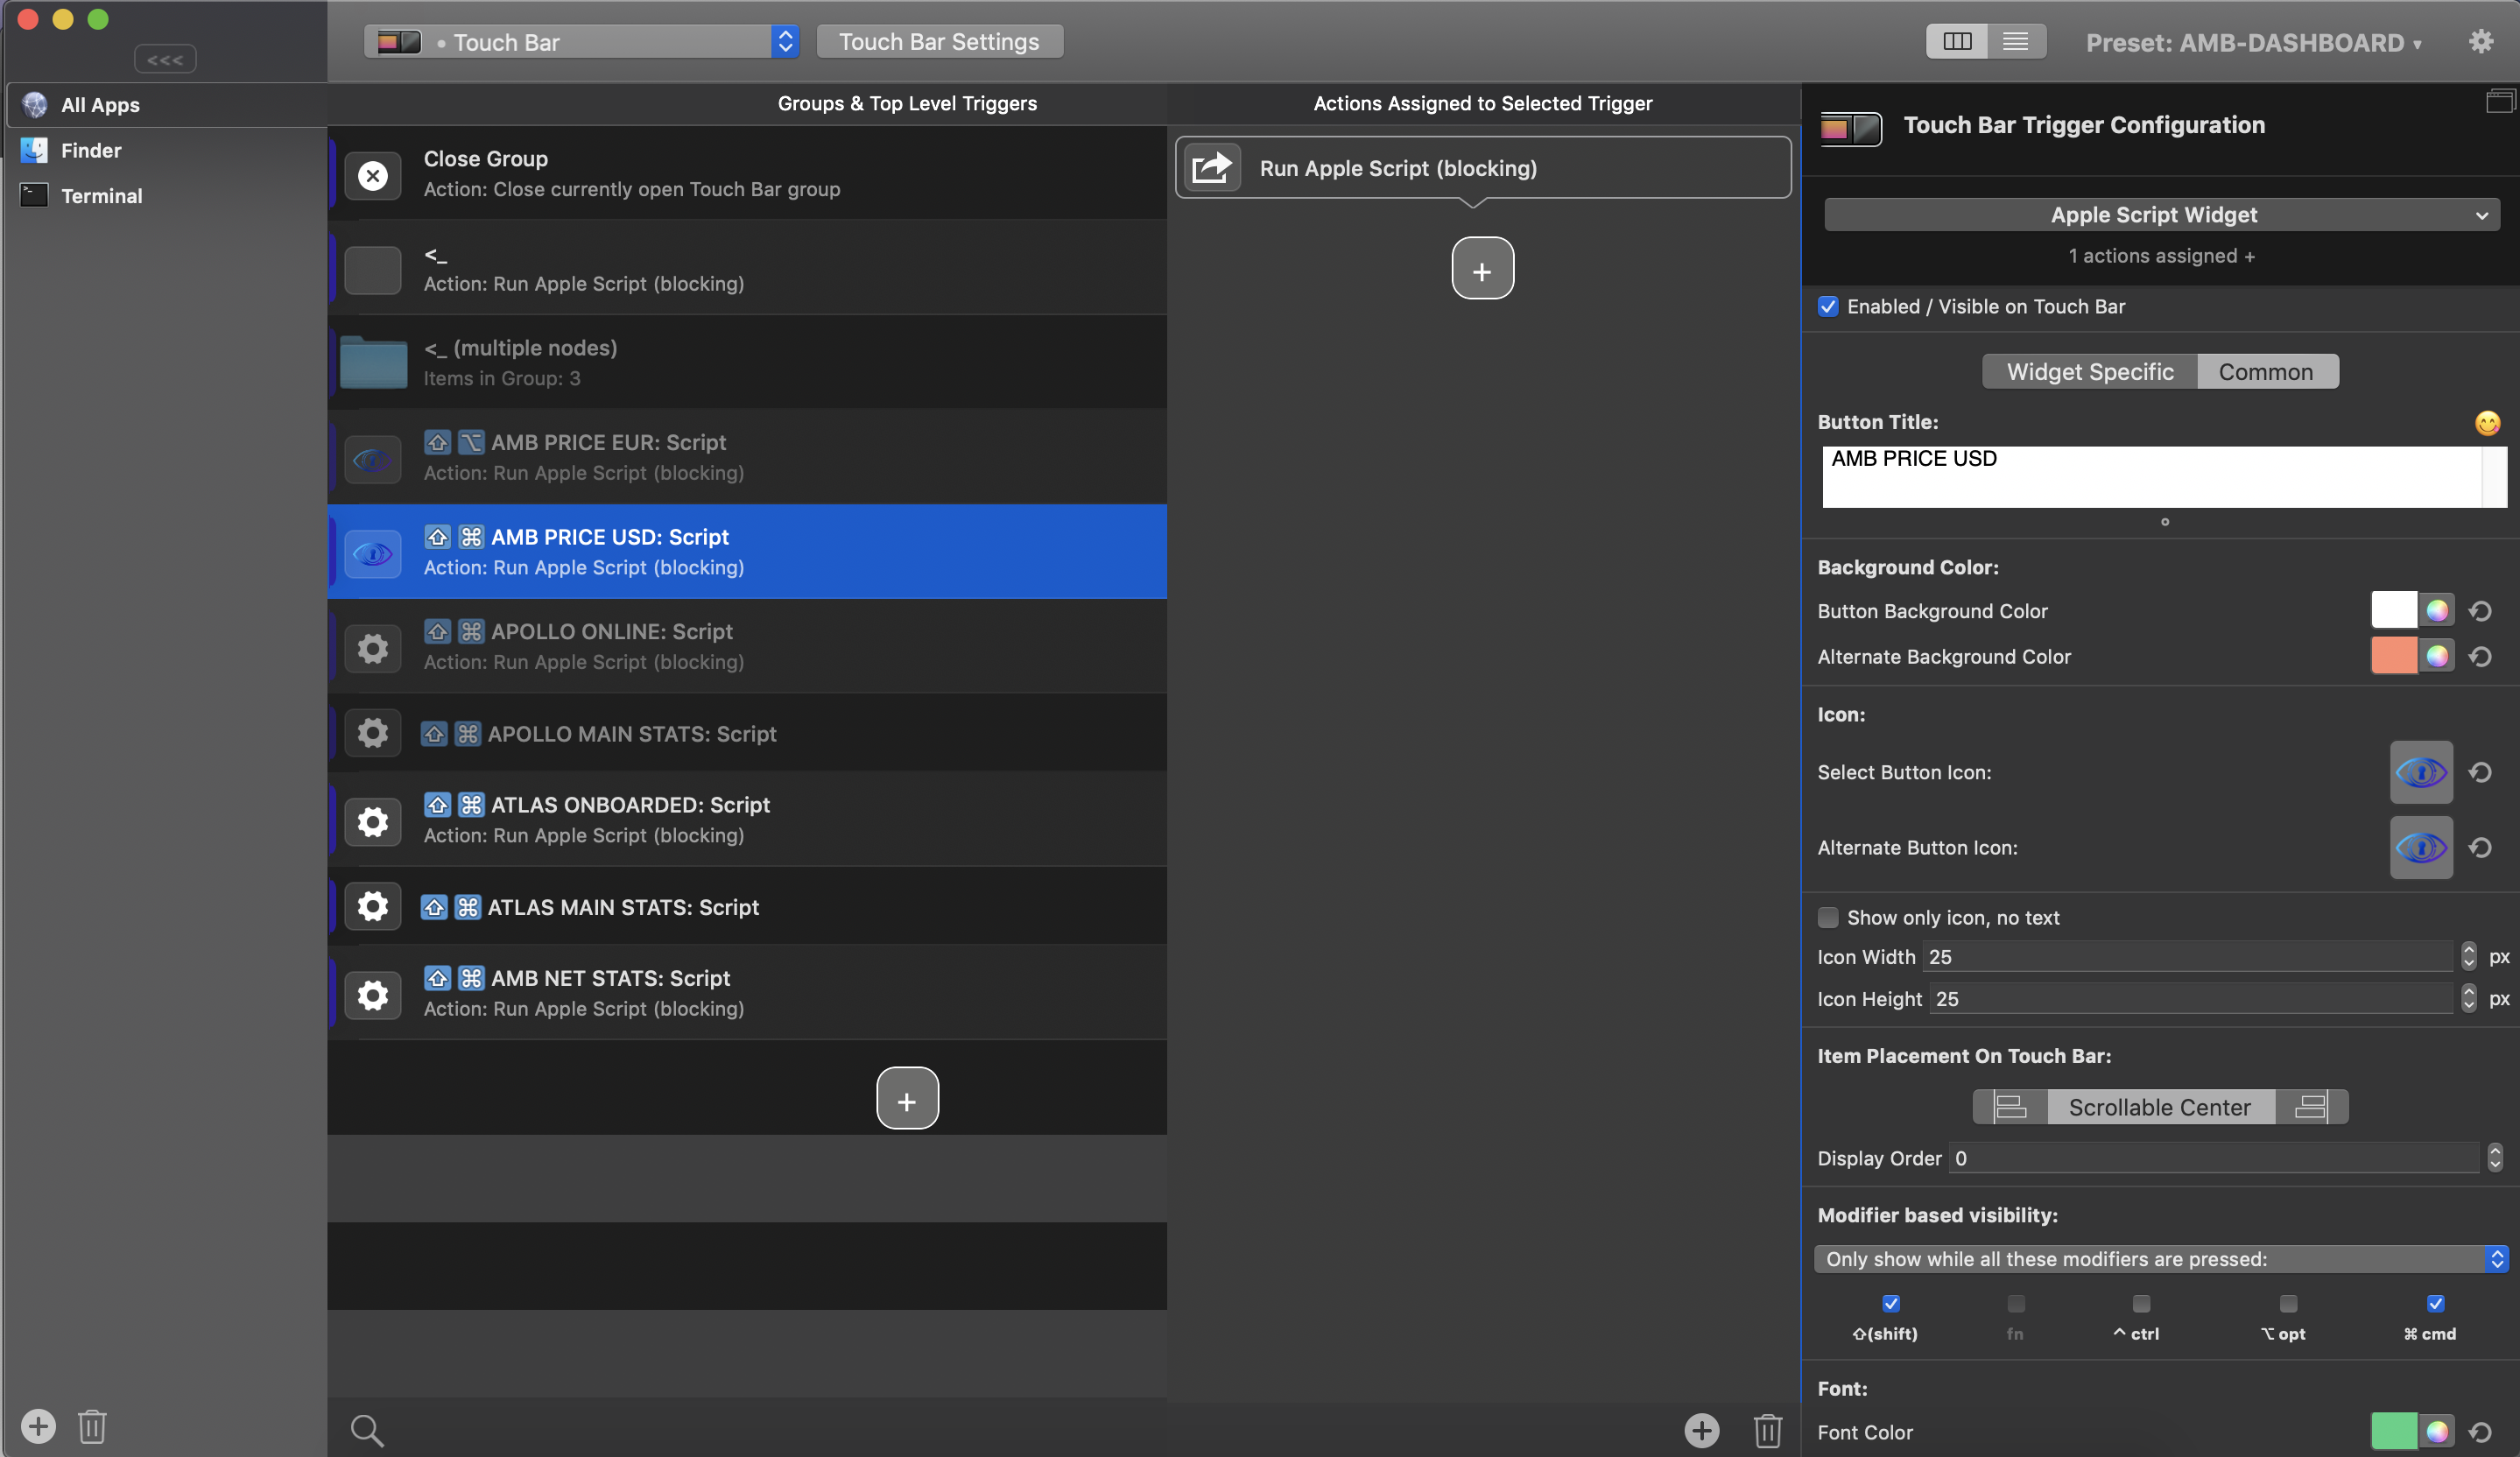 <<<
Touch Bar
Touch Bar Settings
Preset: AMB-DASHBOARD ▾
All Apps
Finder
Terminal
Groups & Top Level Triggers
Close Group
Action: Close currently open Touch Bar group
<_
Action: Run Apple Script (blocking)
<_ (multiple nodes)
Items in Group: 3
AMB PRICE EUR: Script
Action: Run Apple Script (blocking)
AMB PRICE USD: Script
Action: Run Apple Script (blocking)
APOLLO ONLINE: Script
Action: Run Apple Script (blocking)
APOLLO MAIN STATS: Script
ATLAS ONBOARDED: Script
Action: Run Apple Script (blocking)
ATLAS MAIN STATS: Script
AMB NET STATS: Script
Action: Run Apple Script (blocking)
Actions Assigned to Selected Trigger
Run Apple Script (blocking)
Touch Bar Trigger Configuration
Apple Script Widget
1 actions assigned +
Enabled / Visible on Touch Bar
Widget Specific
Common
Button Title:
AMB PRICE USD
Background Color:
Button Background Color
Alternate Background Color
Icon:
Select Button Icon:
Alternate Button Icon:
Show only icon, no text
Icon Width 25 px
Icon Height 25 px
Item Placement On Touch Bar:
Scrollable Center
Display Order 0
Modifier based visibility:
Only show while all these modifiers are pressed:
⇧(shift) fn ^ ctrl ⌥ opt ⌘ cmd
Font:
Font Color